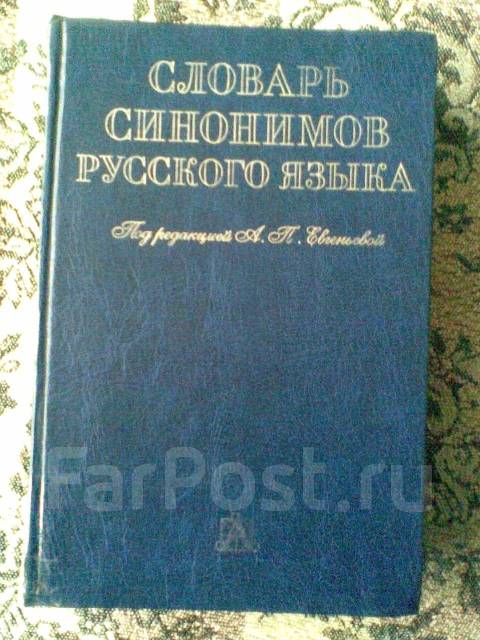 СЛОВАРЬ
СИНОНИМОВ
РУССКОГО ЯЗЫКА
Под редакцией А. П. Евгеньевой
FarPost.ru